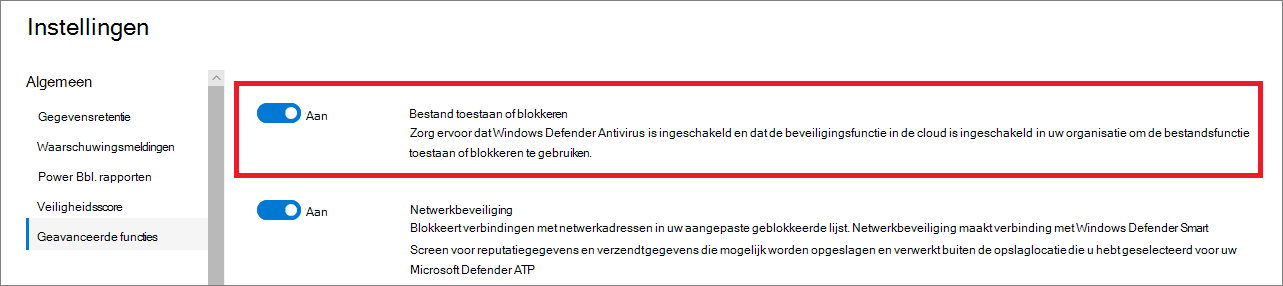 Instellingen
Algemeen
Gegevensretentie
Waarschuwingsmeldingen
Power Bbl. rapporten
Veiligheidsscore
Geavanceerde functies
Aan
Bestand toestaan of blokkeren
Zorg ervoor dat Windows Defender Antivirus is ingeschakeld en dat de beveiligingsfunctie in de cloud is ingeschakeld in uw organisatie om de bestandsfunctie
toestaan of blokkeren te gebruiken.
Aan
Netwerkbeveiliging
Blokkeert verbindingen met netwerkadressen in uw aangepaste geblokkeerde lijst. Netwerkbeveiliging maakt verbinding met Windows Defender Smart
Screen voor reputatiegegevens en verzendt gegevens die mogelijk worden opgeslagen en verwerkt buiten de opslaglocatie die u hebt geselecteerd voor uw
Microsoft Defender ATP